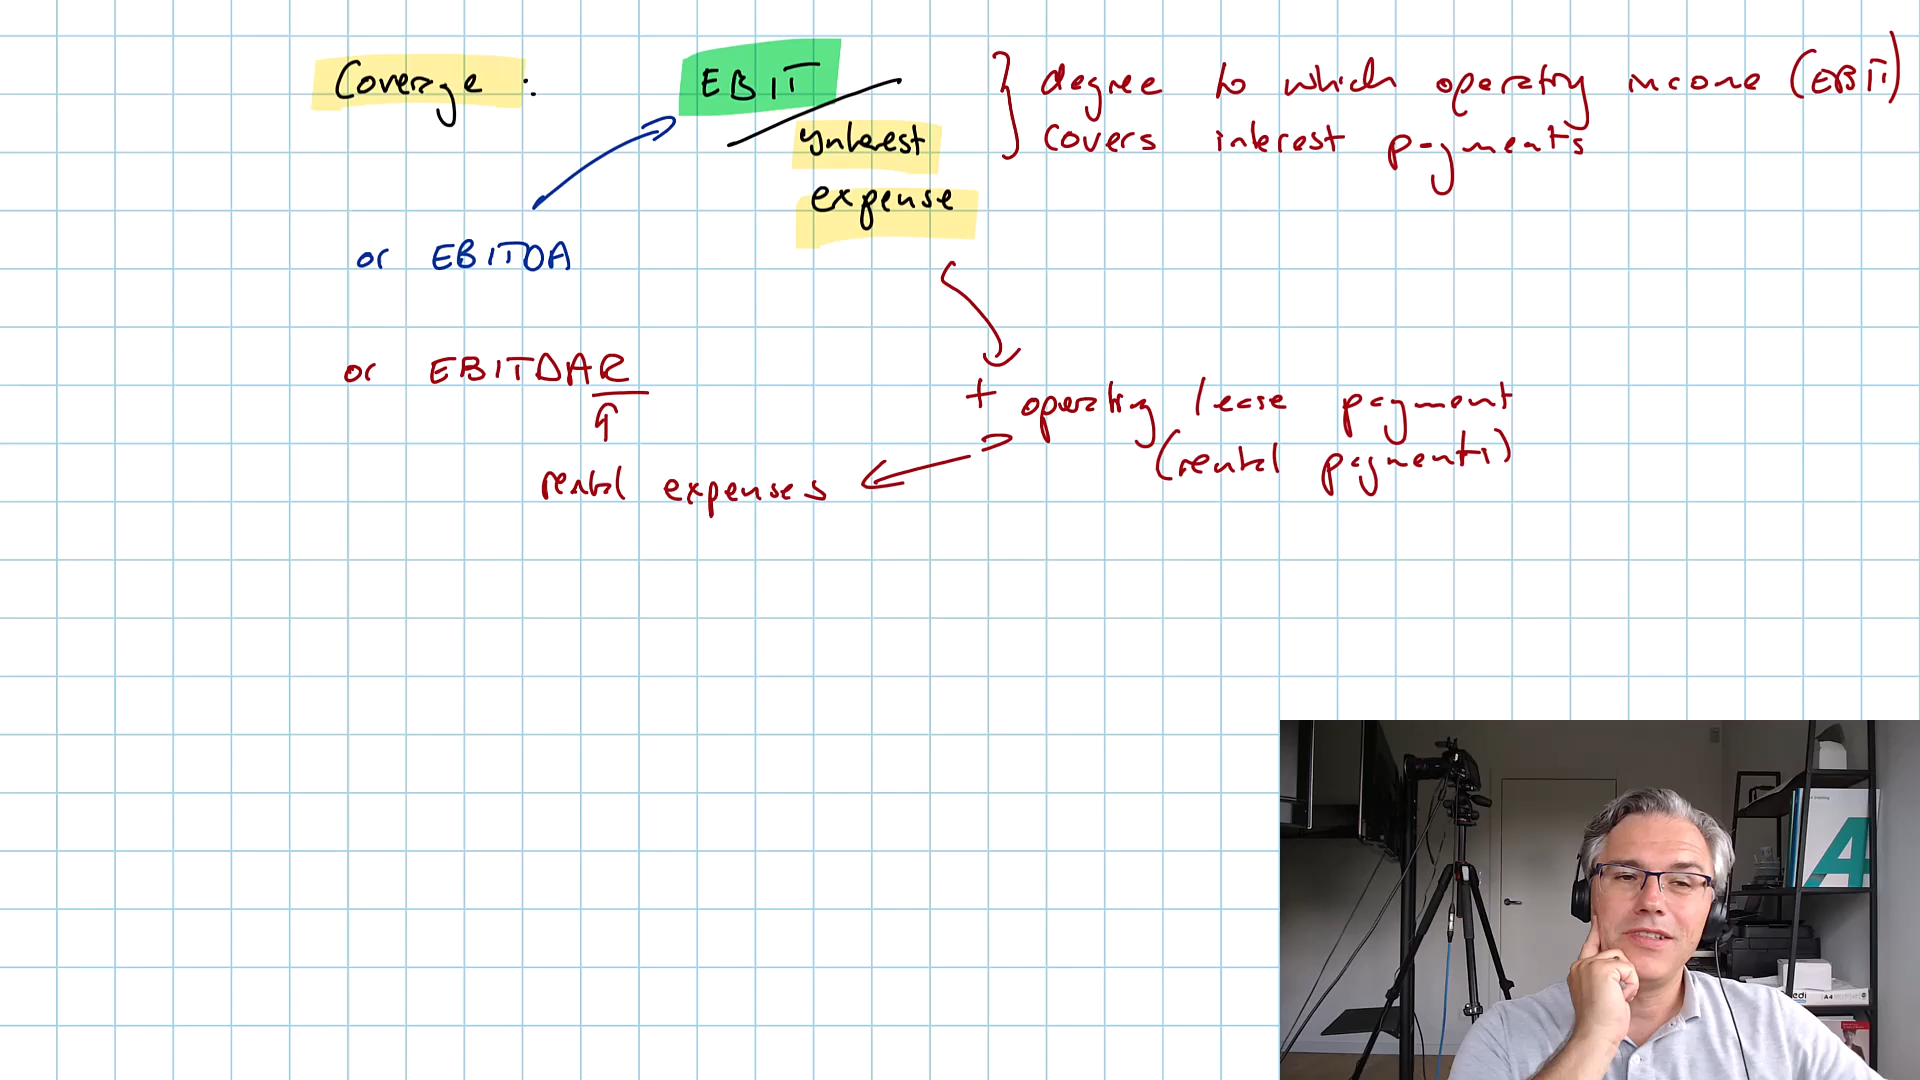 Coverage : EBIT / interest expense } degree to which operating income (EBIT)
covers interest payments
or EBITDA
or EBITDAR
+ operating lease payment
(rental payments)
rental expenses
A
A4